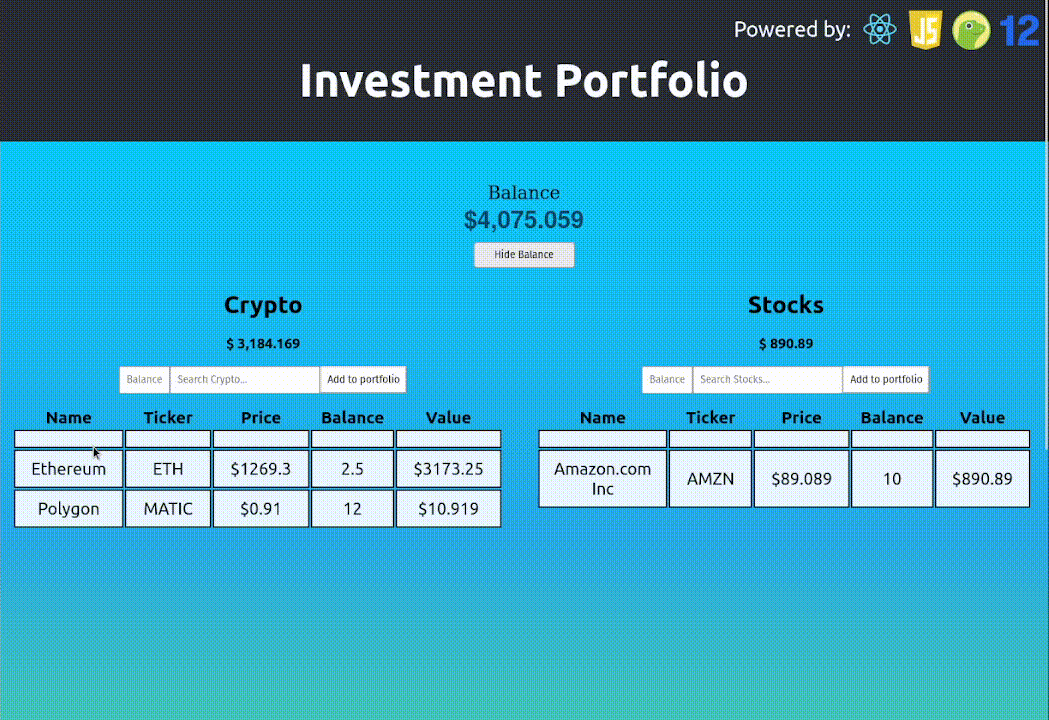 Powered by: JS 12
Investment Portfolio
Balance
$4,075.059
Hide Balance
Crypto
$ 3,184.169
Balance Search Crypto... Add to portfolio
Name Ticker Price Balance Value
Ethereum ETH $1269.3 2.5 $3173.25
Polygon MATIC $0.91 12 $10.919
Stocks
$ 890.89
Balance Search Stocks... Add to portfolio
Name Ticker Price Balance Value
Amazon.com
Inc AMZN $89.089 10 $890.89